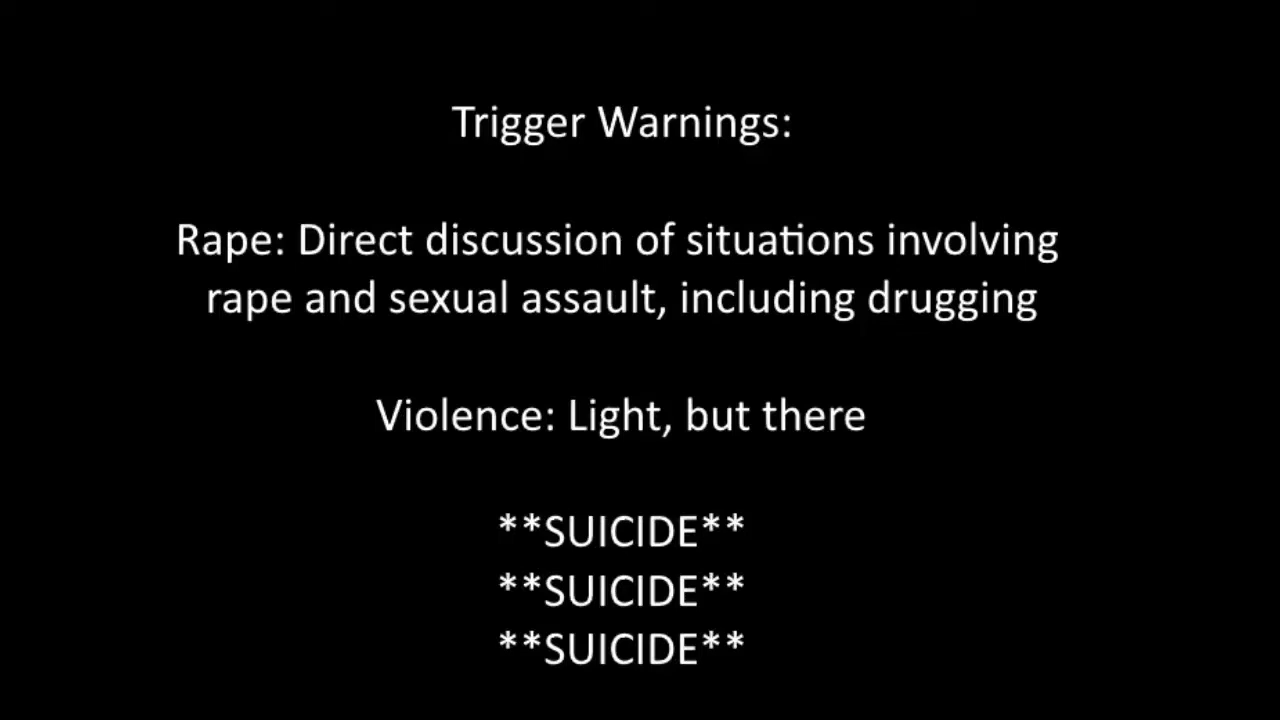 Trigger Warnings:
Rape: Direct discussion of situations involving
rape and sexual assault, including drugging
Violence: Light, but there
**SUICIDE**
**SUICIDE**
**SUICIDE**